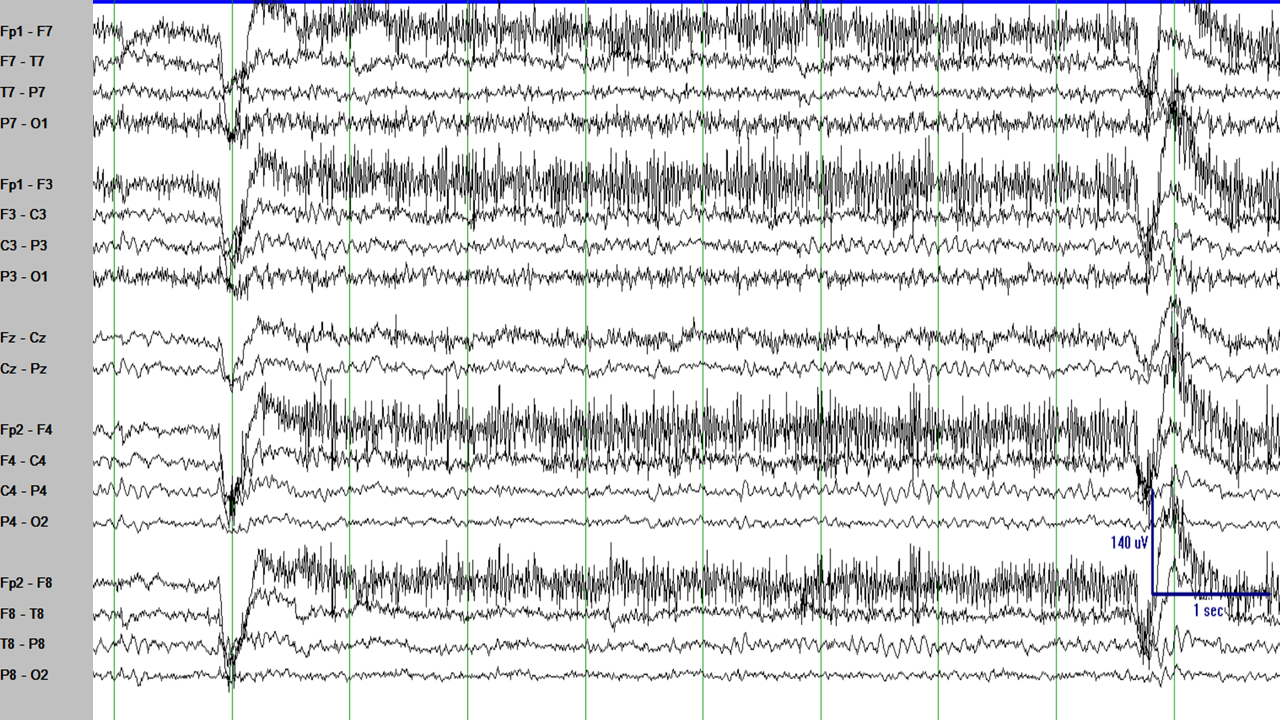 Fp1 - F7
F7 - T7
T7 - P7
P7 - O1
Fp1 - F3
F3 - C3
C3 - P3
P3 - O1
Fz - Cz
Cz - Pz
Fp2 - F4
F4 - C4
C4 - P4
P4 - O2
140 uV
Fp2 - F8
1 sec
F8 - T8
T8 - P8
P8 - O2